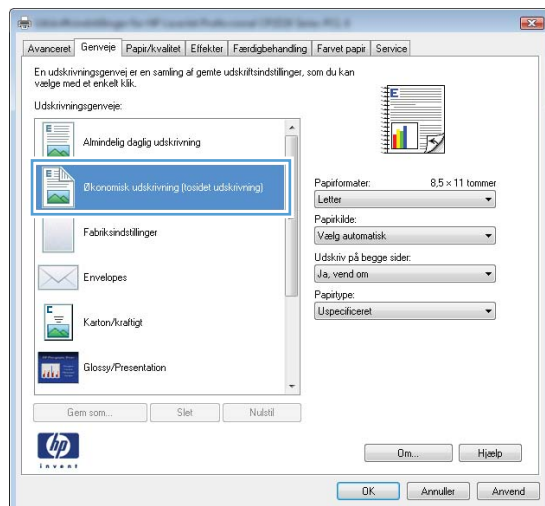 Avanceret Genveje Papir/kvalitet Effekter Færdigbehandling Farvet papir Service
En udskrivningsgenvej er en samling af gemte udskriftsindstillinger, som du kan
vælge med et enkelt klik.
Udskrivningsgenveje:
Almindelig daglig udskrivning
Økonomisk udskrivning (tosidet udskrivning)
Fabriksindstillinger
Envelopes
Karton/kraftigt
Glossy/Presentation
Gem som... Slet Nulstil
Papirformater: 8,5 × 11 tommer
Letter
Papirkilde:
Vælg automatisk
Udskriv på begge sider:
Ja, vend om
Papirtype:
Uspecificeret
hp
invent
Om... Hjælp
OK Annuller Anvend